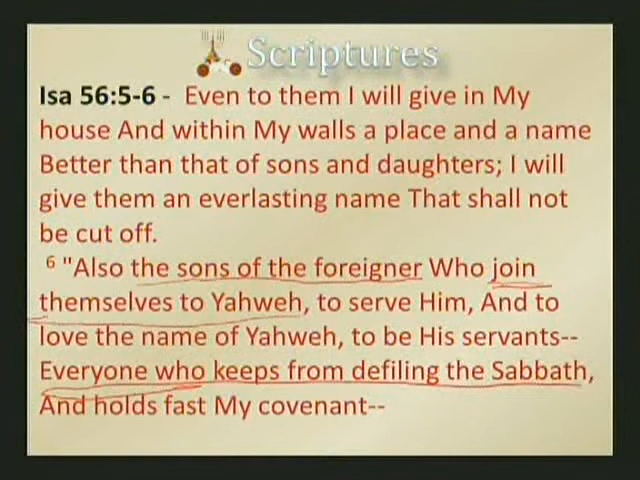 Scriptures
Isa 56:5-6 - Even to them I will give in My
house And within My walls a place and a name
Better than that of sons and daughters; I will
give them an everlasting name That shall not
be cut off.
6 "Also the sons of the foreigner Who join
themselves to Yahweh, to serve Him, And to
love the name of Yahweh, to be His servants--
Everyone who keeps from defiling the Sabbath,
And holds fast My covenant--